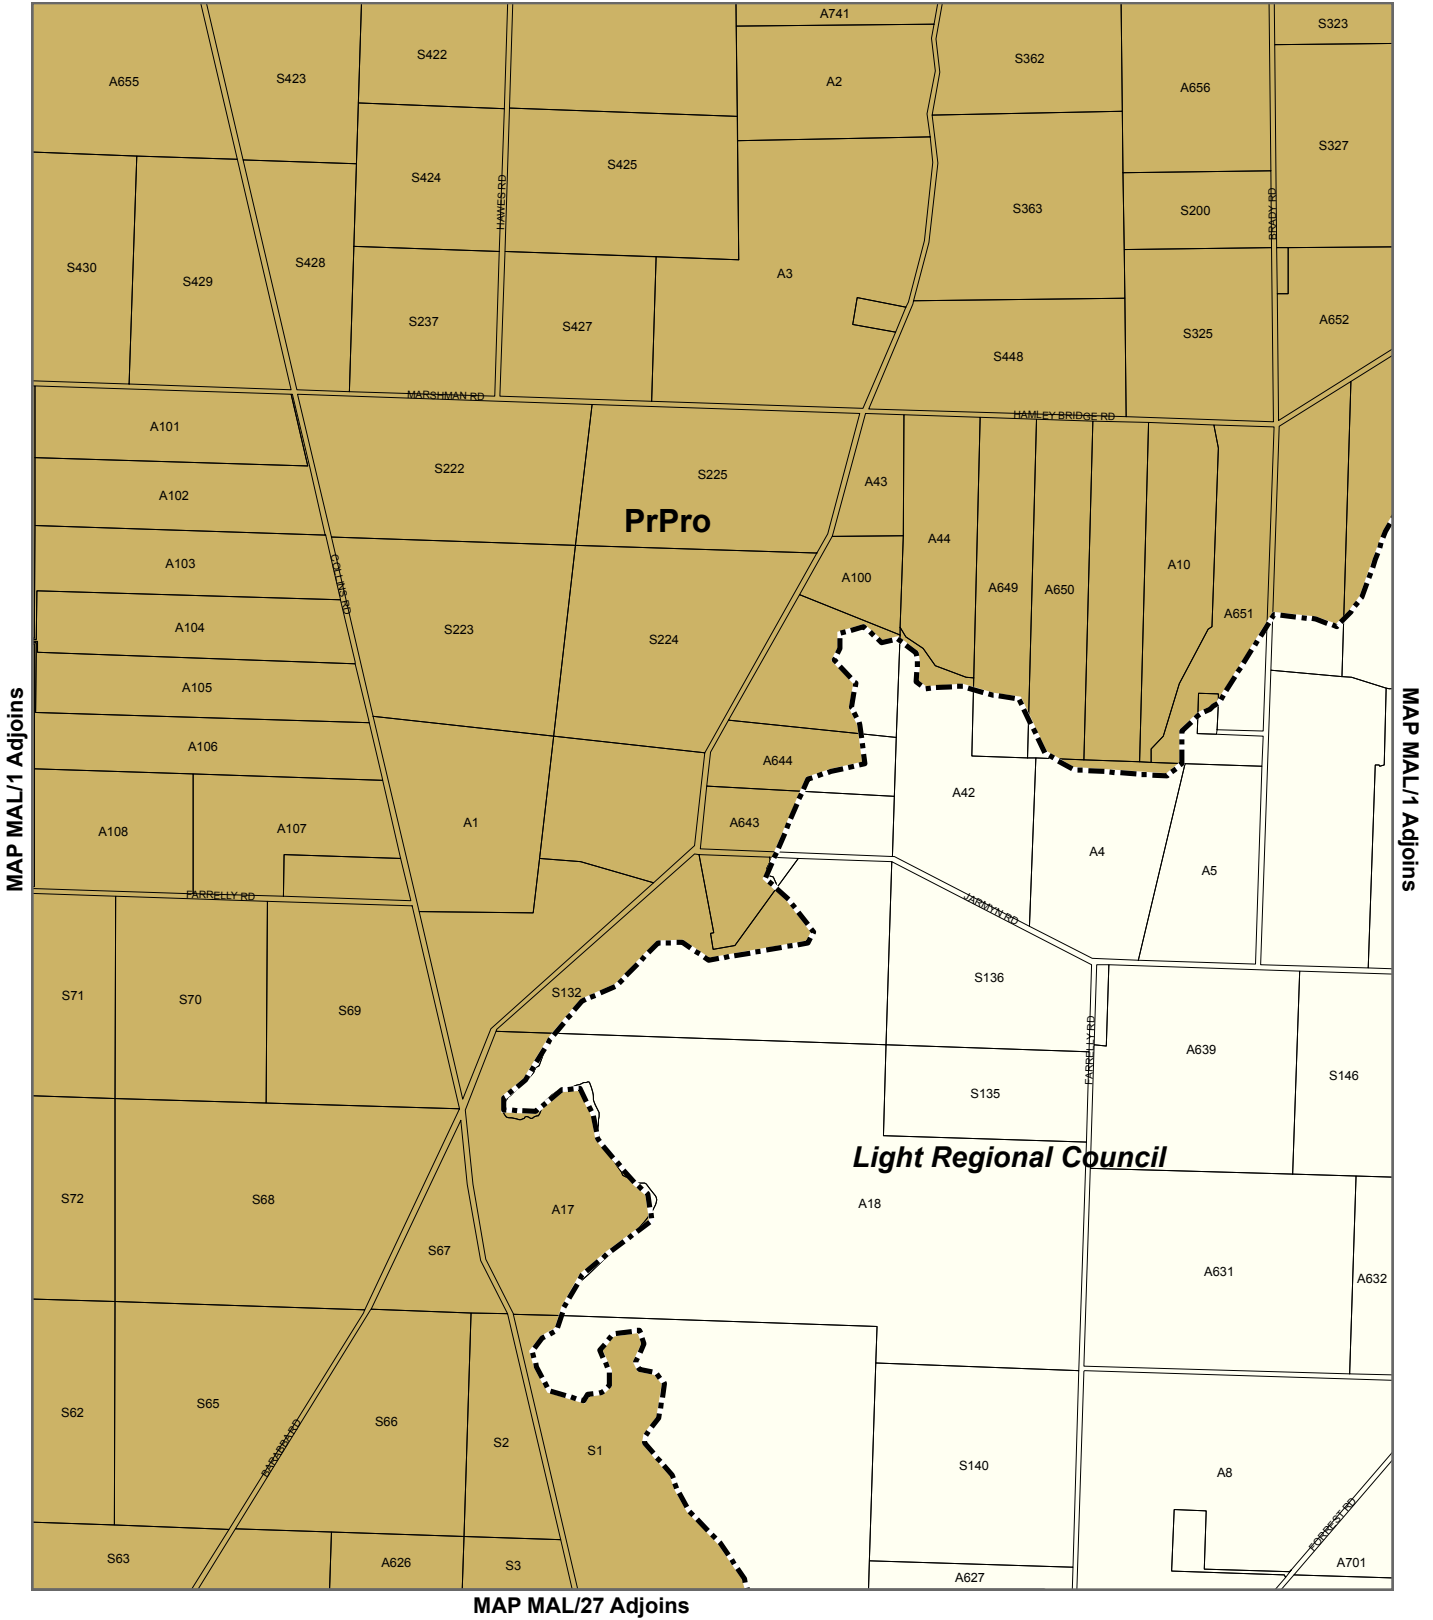 A741
S323
S422
S362
A655
S423
A2
A656
S327
S424
S425
S363
S200
HAWES RD
BRADY RD
S430
S429
S428
A3
S237
S427
S325
A652
S448
MARSHMAN RD
HAMLEY BRIDGE RD
A101
S222
S225
A43
A102
PrPro
A44
A103
COLLINS RD
A100
A649
A650
A10
A104
S223
S224
A651
A105
MAP MAL/1 Adjoins
MAP MAL/1 Adjoins
A106
A644
A42
A108
A107
A1
A643
A4
A5
FARRELLY RD
JARMYN RD
S71
S70
S69
S132
S136
FARRELLY RD
A639
S146
S135
Light Regional Council
S72
S68
A17
A18
S67
A631
A632
S62
S65
S66
S2
S1
BARABBA RD
S140
A8
FORREST RD
S63
A626
S3
A627
A701
MAP MAL/27 Adjoins